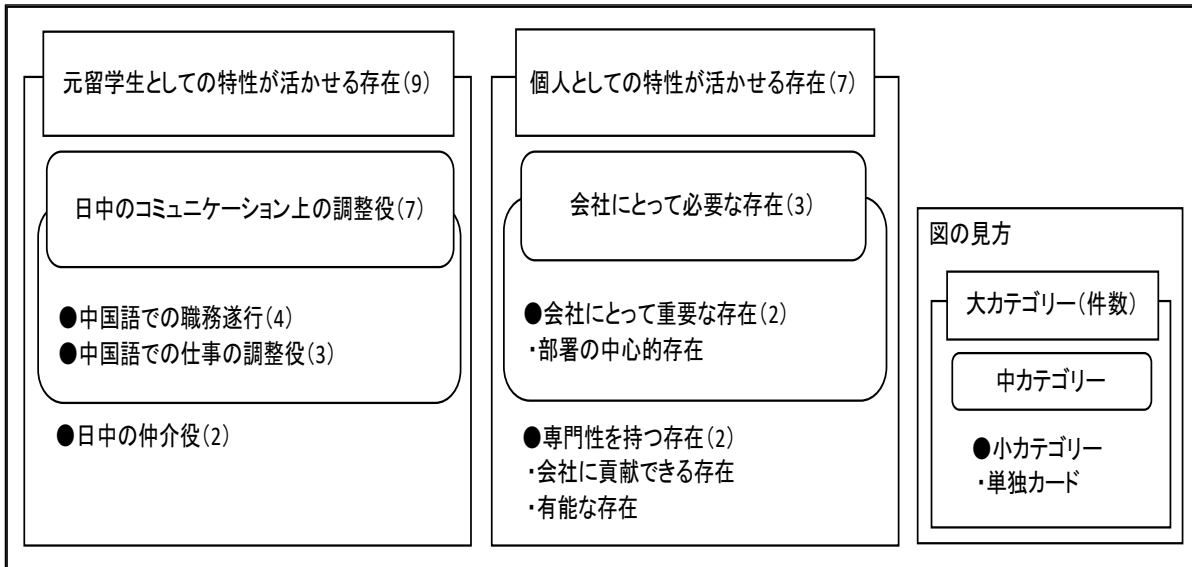 元留学生としての特性が活かせる存在(9)
日中のコミュニケーション上の調整役(7)
●中国語での職務遂行(4)
●中国語での仕事の調整役(3)
●日中の仲介役(2)
個人としての特性が活かせる存在(7)
会社にとって必要な存在(3)
●会社にとって重要な存在(2)
・部署の中心的存在
●専門性を持つ存在(2)
・会社に貢献できる存在
・有能な存在
図の見方
大カテゴリー(件数)
中カテゴリー
●小カテゴリー
・単独カード